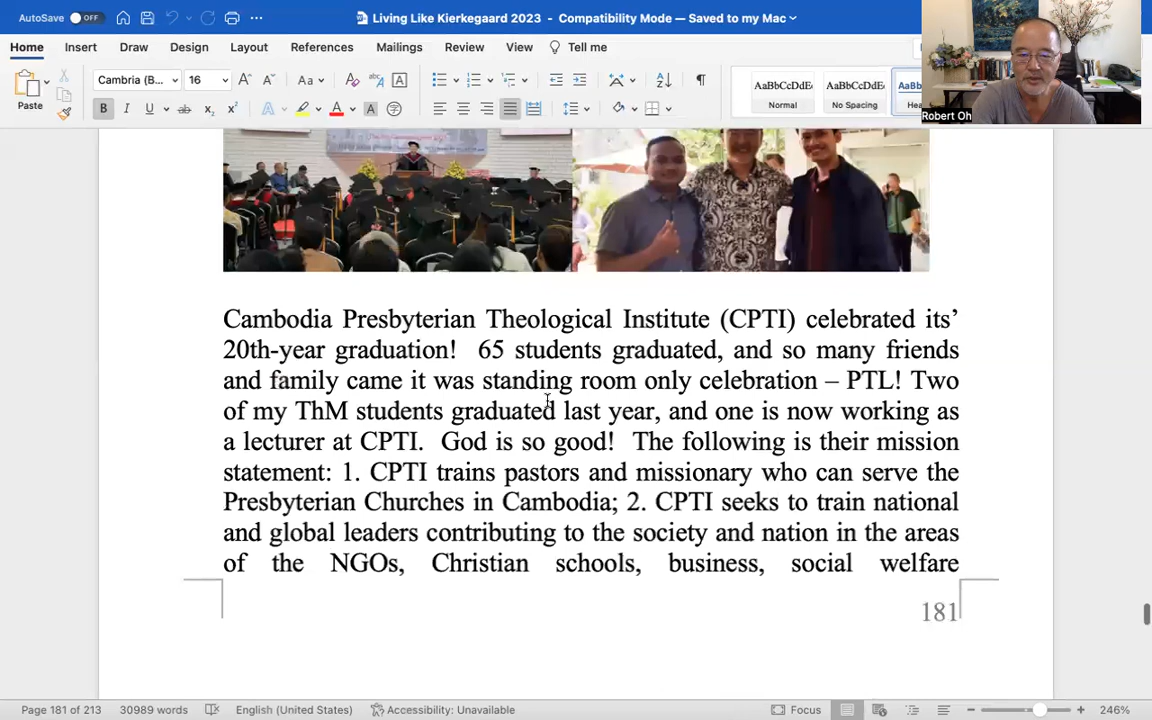 AutoSave OFF Living Like Kierkegaard 2023 - Compatibility Mode — Saved to my Mac
Home Insert Draw Design Layout References Mailings Review View Tell me
Paste Cambria (B... 16 Aa AaBbCcDdEe AaBbCcDdEe AaBb
B I U ab x₂ x² A A Normal No Spacing Hea
Robert Oh
Cambodia Presbyterian Theological Institute (CPTI) celebrated its’
20th-year graduation! 65 students graduated, and so many friends
and family came it was standing room only celebration – PTL! Two
of my ThM students graduated last year, and one is now working as
a lecturer at CPTI. God is so good! The following is their mission
statement: 1. CPTI trains pastors and missionary who can serve the
Presbyterian Churches in Cambodia; 2. CPTI seeks to train national
and global leaders contributing to the society and nation in the areas
of the NGOs, Christian schools, business, social welfare
181
Page 181 of 213 30989 words English (United States) Accessibility: Unavailable Focus 246%